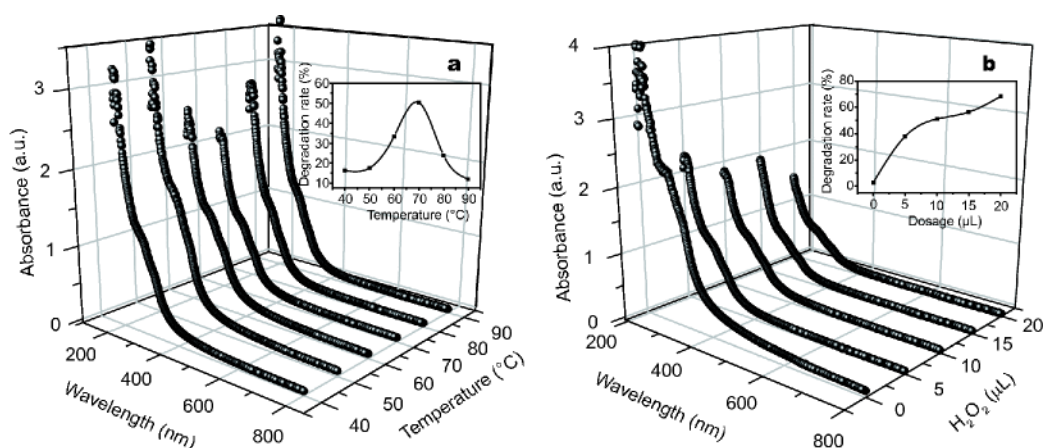 a
Absorbance (a.u.)
3
2
1
0
200
400
600
800
Wavelength (nm)
40
50
60
70
80
90
Temperature (°C)
Degradation rate (%)
60
50
40
30
20
10
40 50 60 70 80 90
Temperature (°C)
b
Absorbance (a.u.)
4
3
2
1
0
200
400
600
800
Wavelength (nm)
0
5
10
15
20
H₂O₂ (µL)
Degradation rate (%)
80
60
40
20
0
0 5 10 15 20
Dosage (µL)